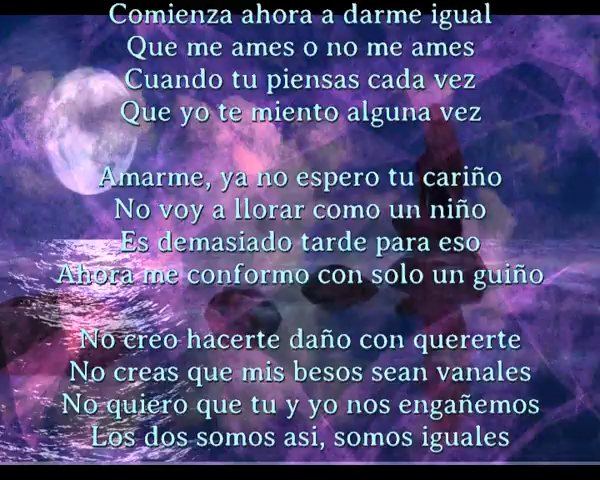 Comienza ahora a darme igual
Que me ames o no me ames
Cuando tu piensas cada vez
Que yo te miento alguna vez
Amarme, ya no espero tu cariño
No voy a llorar como un niño
Es demasiado tarde para eso
Ahora me conformo con solo un guiño
No creo hacerte daño con quererte
No creas que mis besos sean vanales
No quiero que tu y yo nos engañemos
Los dos somos asi, somos iguales